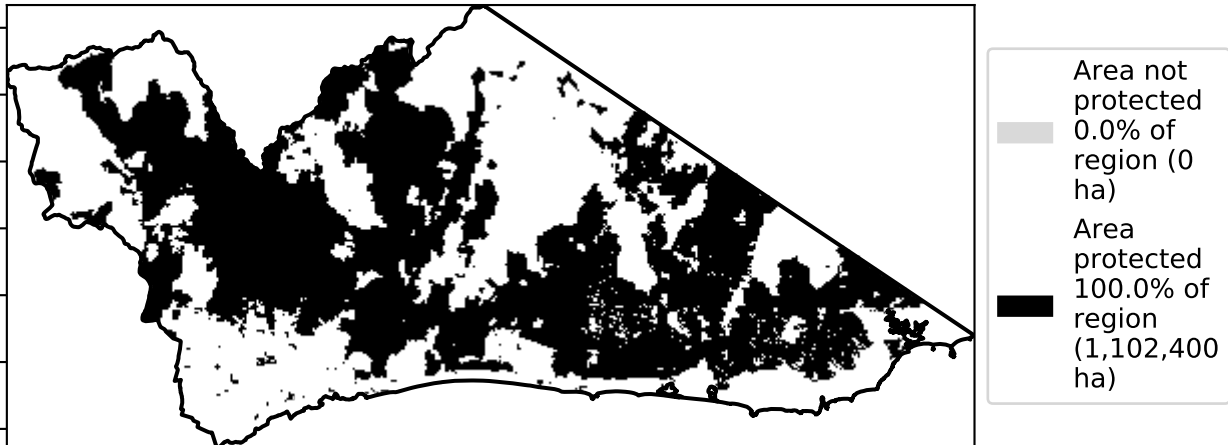 Area not
protected
0.0% of
region (0
ha)
Area
protected
100.0% of
region
(1,102,400
ha)